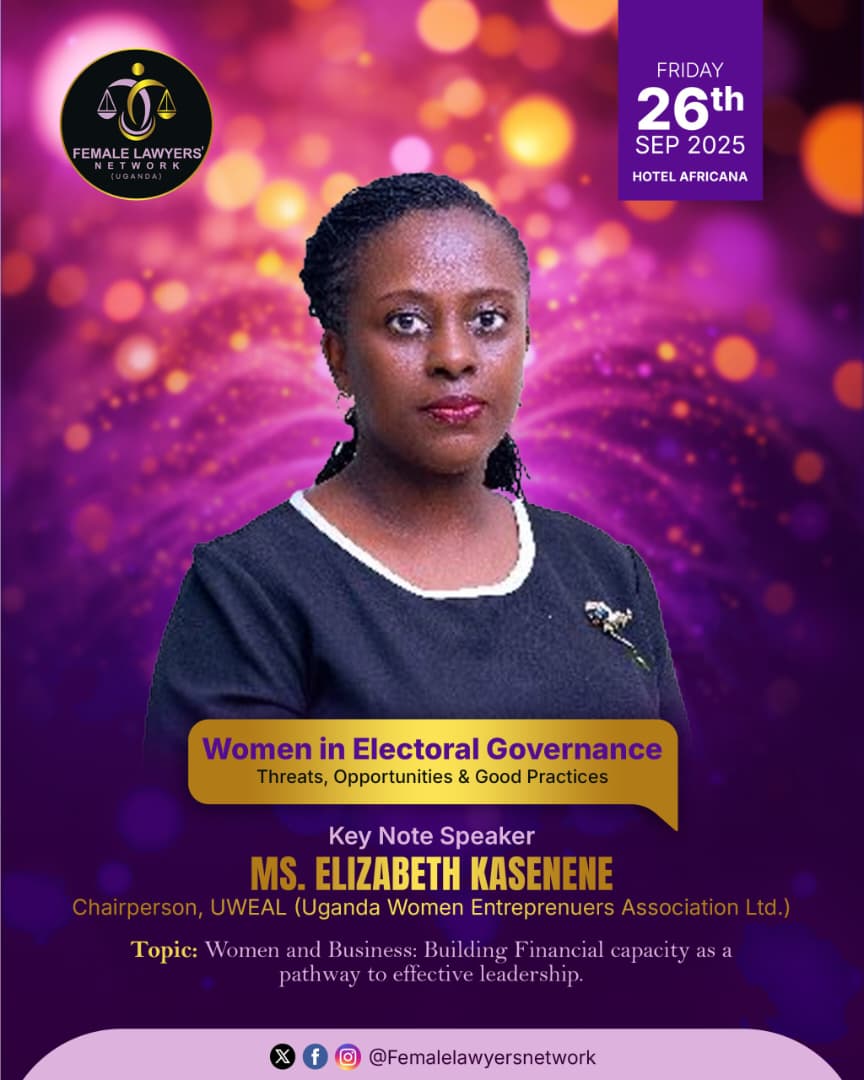 FEMALE LAWYERS'
NETWORK
(UGANDA)
FRIDAY
26th
SEP 2025
HOTEL AFRICANA
Women in Electoral Governance
Threats, Opportunities & Good Practices
Key Note Speaker
MS. ELIZABETH KASENENE
Chairperson, UWEAL (Uganda Women Entreprenuers Association Ltd.)
Topic: Women and Business: Building Financial capacity as a
pathway to effective leadership.
@Femalelawyersnetwork